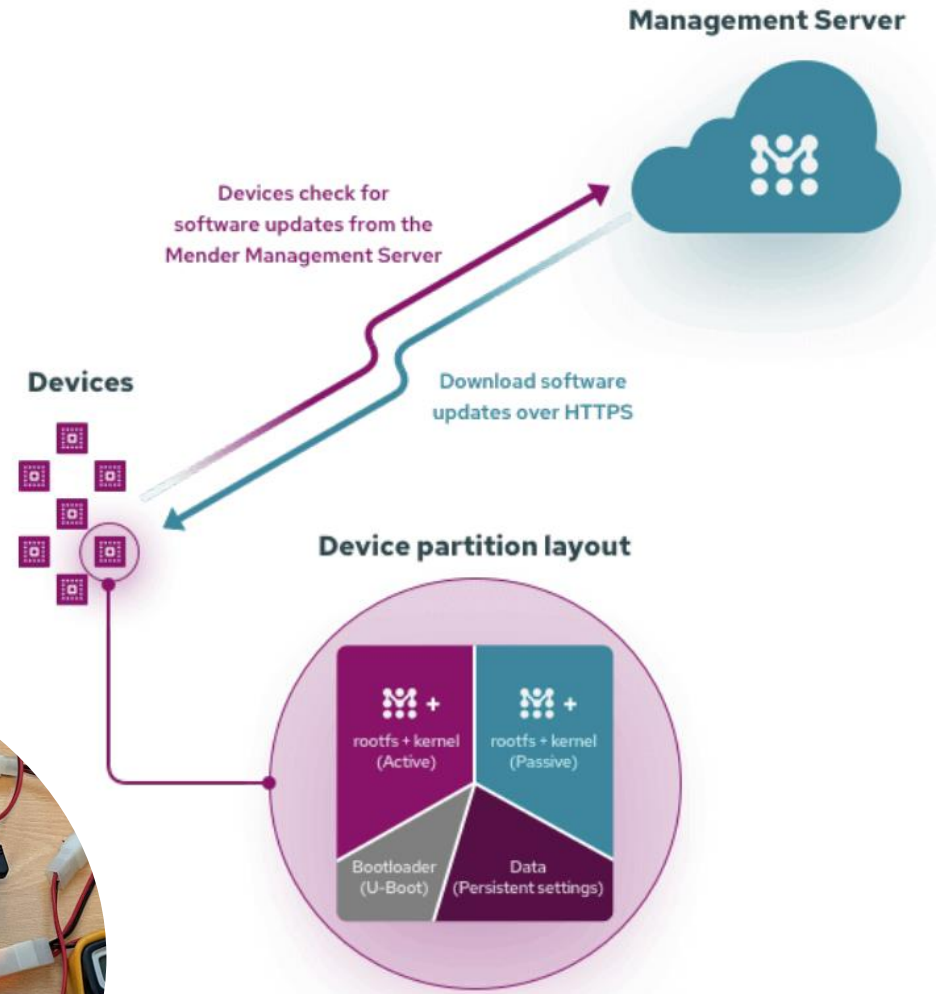 Management Server
Devices check for
software updates from the
Mender Management Server
Devices
Download software
updates over HTTPS
Device partition layout
+
rootfs + kernel
(Active)
+
rootfs + kernel
(Passive)
Bootloader
(U-Boot)
Data
(Persistent settings)